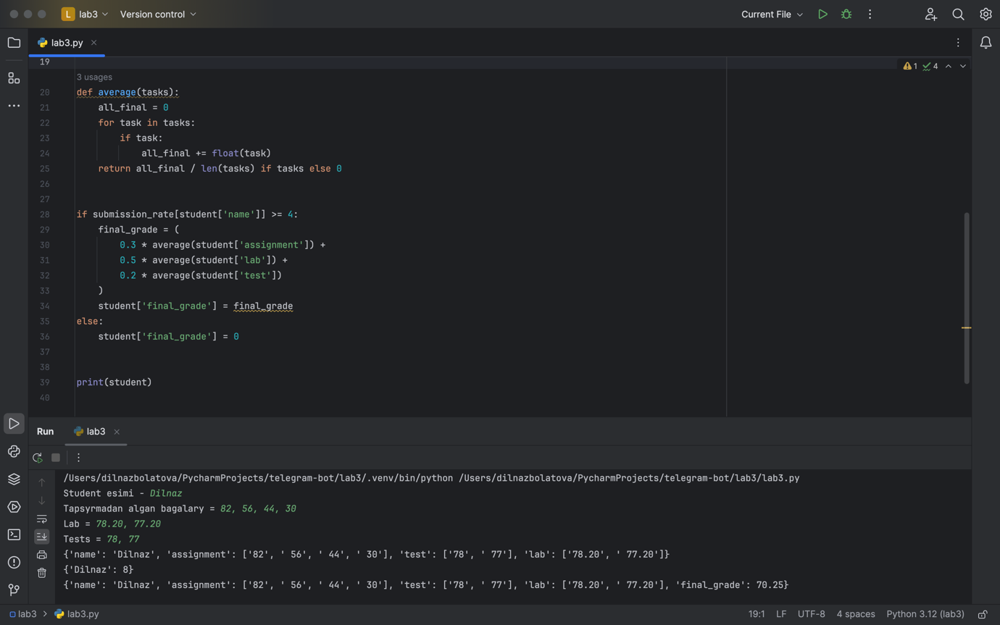 L lab3 Version control Current File
lab3.py
19
1 4
3 usages
20 def average(tasks):
21 all_final = 0
22 for task in tasks:
23 if task:
24 all_final += float(task)
25 return all_final / len(tasks) if tasks else 0
26
27
28 if submission_rate[student['name']] >= 4:
29 final_grade = (
30 0.3 * average(student['assignment']) +
31 0.5 * average(student['lab']) +
32 0.2 * average(student['test'])
33 )
34 student['final_grade'] = final_grade
35 else:
36 student['final_grade'] = 0
37
38
39 print(student)
40
Run lab3
/Users/dilnazbolatova/PycharmProjects/telegram-bot/lab3/.venv/bin/python /Users/dilnazbolatova/PycharmProjects/telegram-bot/lab3/lab3.py
Student esimi - Dilnaz
Tapsyrmadan algan bagalary = 82, 56, 44, 30
Lab = 78.20, 77.20
Tests = 78, 77
{'name': 'Dilnaz', 'assignment': ['82', ' 56', ' 44', ' 30'], 'test': ['78', ' 77'], 'lab': ['78.20', ' 77.20']}
{'Dilnaz': 8}
{'name': 'Dilnaz', 'assignment': ['82', ' 56', ' 44', ' 30'], 'test': ['78', ' 77'], 'lab': ['78.20', ' 77.20'], 'final_grade': 70.25}
lab3 > lab3.py 19:1 LF UTF-8 4 spaces Python 3.12 (lab3)